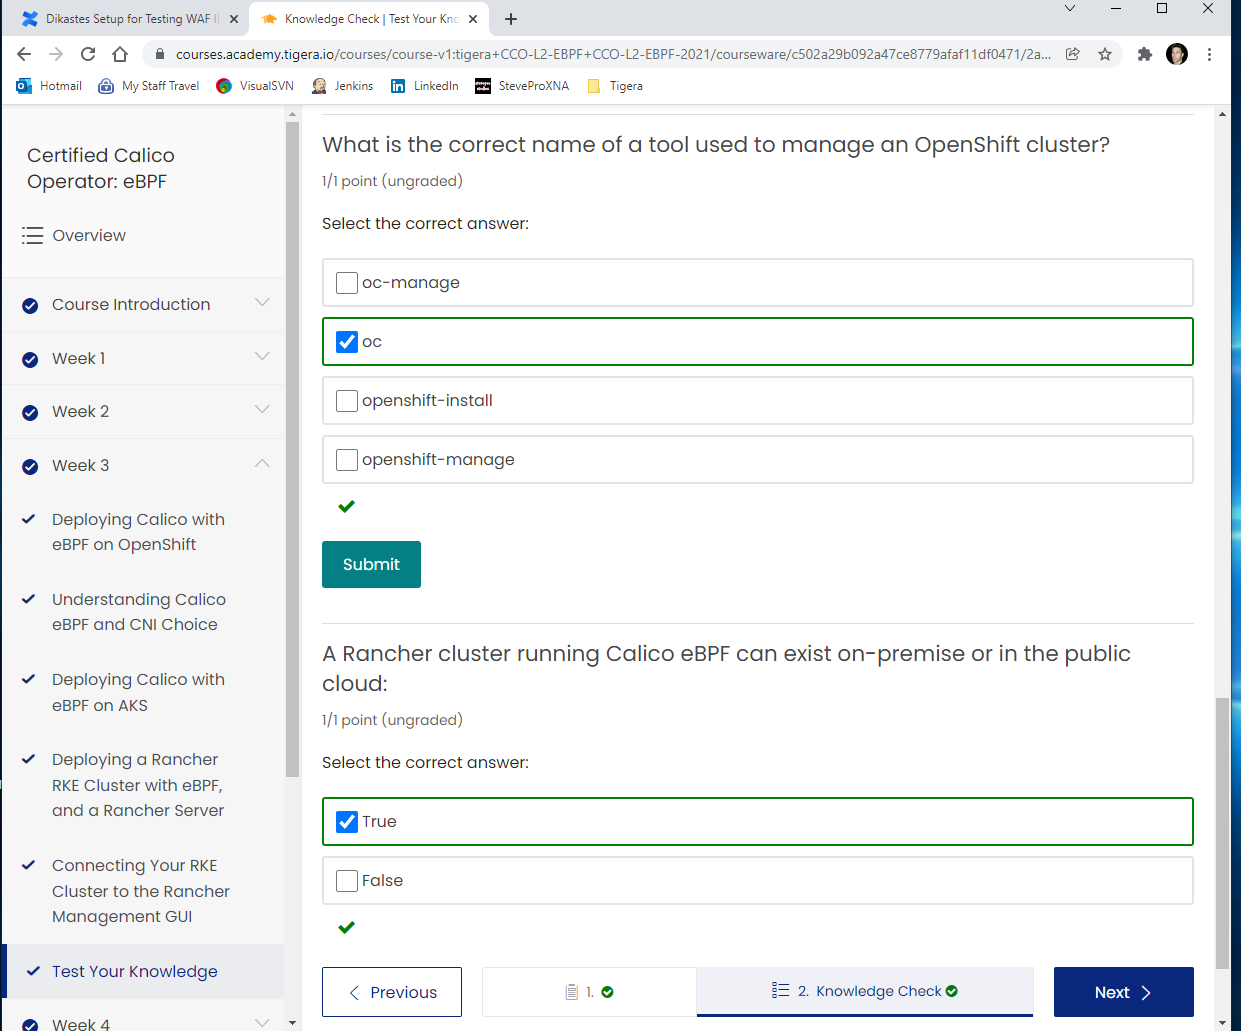 Dikastes Setup for Testing WAF
Knowledge Check | Test Your Kno
courses.academy.tigera.io/courses/course-v1:tigera+CCO-L2-EBPF+CCO-L2-EBPF-2021/courseware/c502a29b092a47ce8779afaf11df0471/2a...
Hotmail
My Staff Travel
VisualSVN
Jenkins
LinkedIn
SteveProXNA
Tigera
Certified Calico
Operator: eBPF
Overview
Course Introduction
Week 1
Week 2
Week 3
Deploying Calico with
eBPF on OpenShift
Understanding Calico
eBPF and CNI Choice
Deploying Calico with
eBPF on AKS
Deploying a Rancher
RKE Cluster with eBPF,
and a Rancher Server
Connecting Your RKE
Cluster to the Rancher
Management GUI
Test Your Knowledge
Week 4
What is the correct name of a tool used to manage an OpenShift cluster?
1/1 point (ungraded)
Select the correct answer:
oc-manage
oc
openshift-install
openshift-manage
Submit
A Rancher cluster running Calico eBPF can exist on-premise or in the public
cloud:
1/1 point (ungraded)
Select the correct answer:
True
False
Previous
1.
2. Knowledge Check
Next